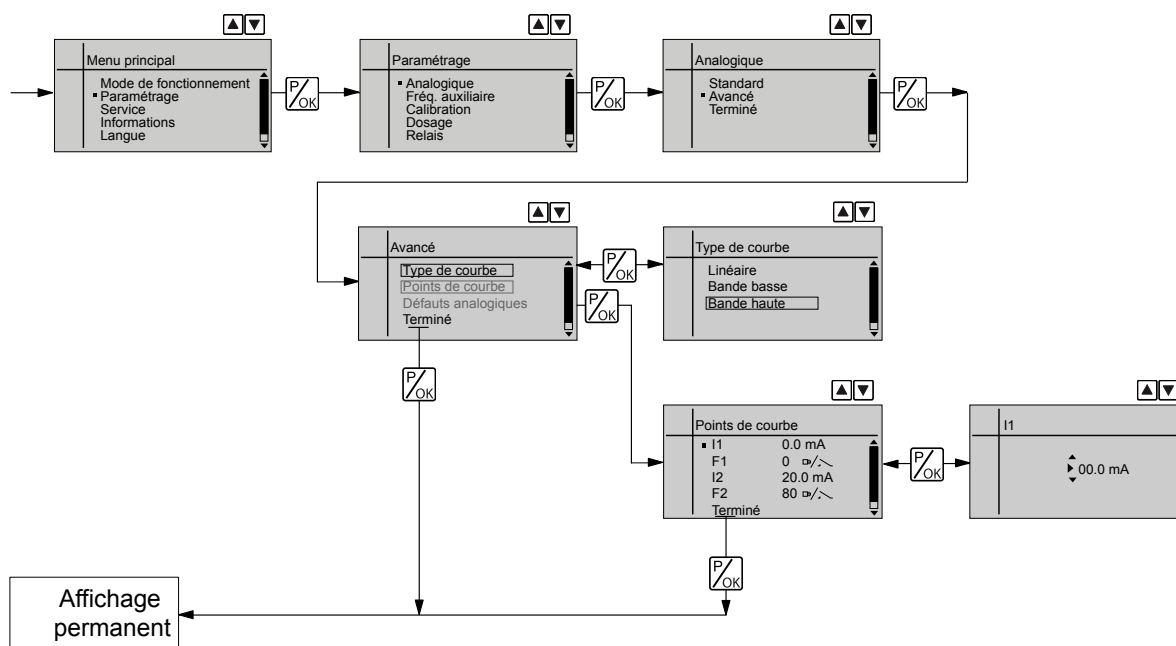 Menu principal
Mode de fonctionnement
Paramétrage
Service
Informations
Langue
P/OK
Paramétrage
Analogique
Fréq. auxiliaire
Calibration
Dosage
Relais
P/OK
Analogique
Standard
Avancé
Terminé
P/OK
Avancé
Type de courbe
Points de courbe
Défauts analogiques
Terminé
P/OK
P/OK
Type de courbe
Linéaire
Bande basse
Bande haute
P/OK
Points de courbe
I1 0.0 mA
F1 0
I2 20.0 mA
F2 80
Terminé
P/OK
I1
00.0 mA
P/OK
Affichage
permanent